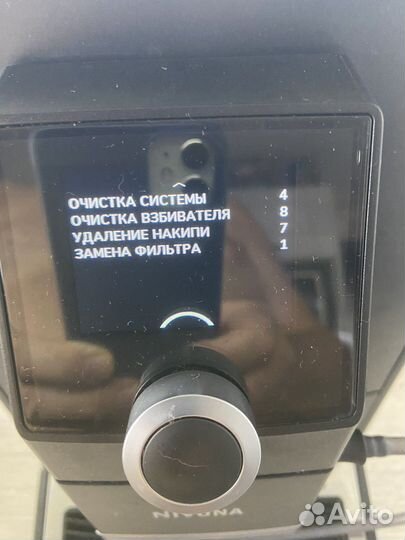 ОЧИСТКА СИСТЕМЫ 4
ОЧИСТКА ВЗБИВАТЕЛЯ 8
УДАЛЕНИЕ НАКИПИ 7
ЗАМЕНА ФИЛЬТРА 1
NIVONA
Avito